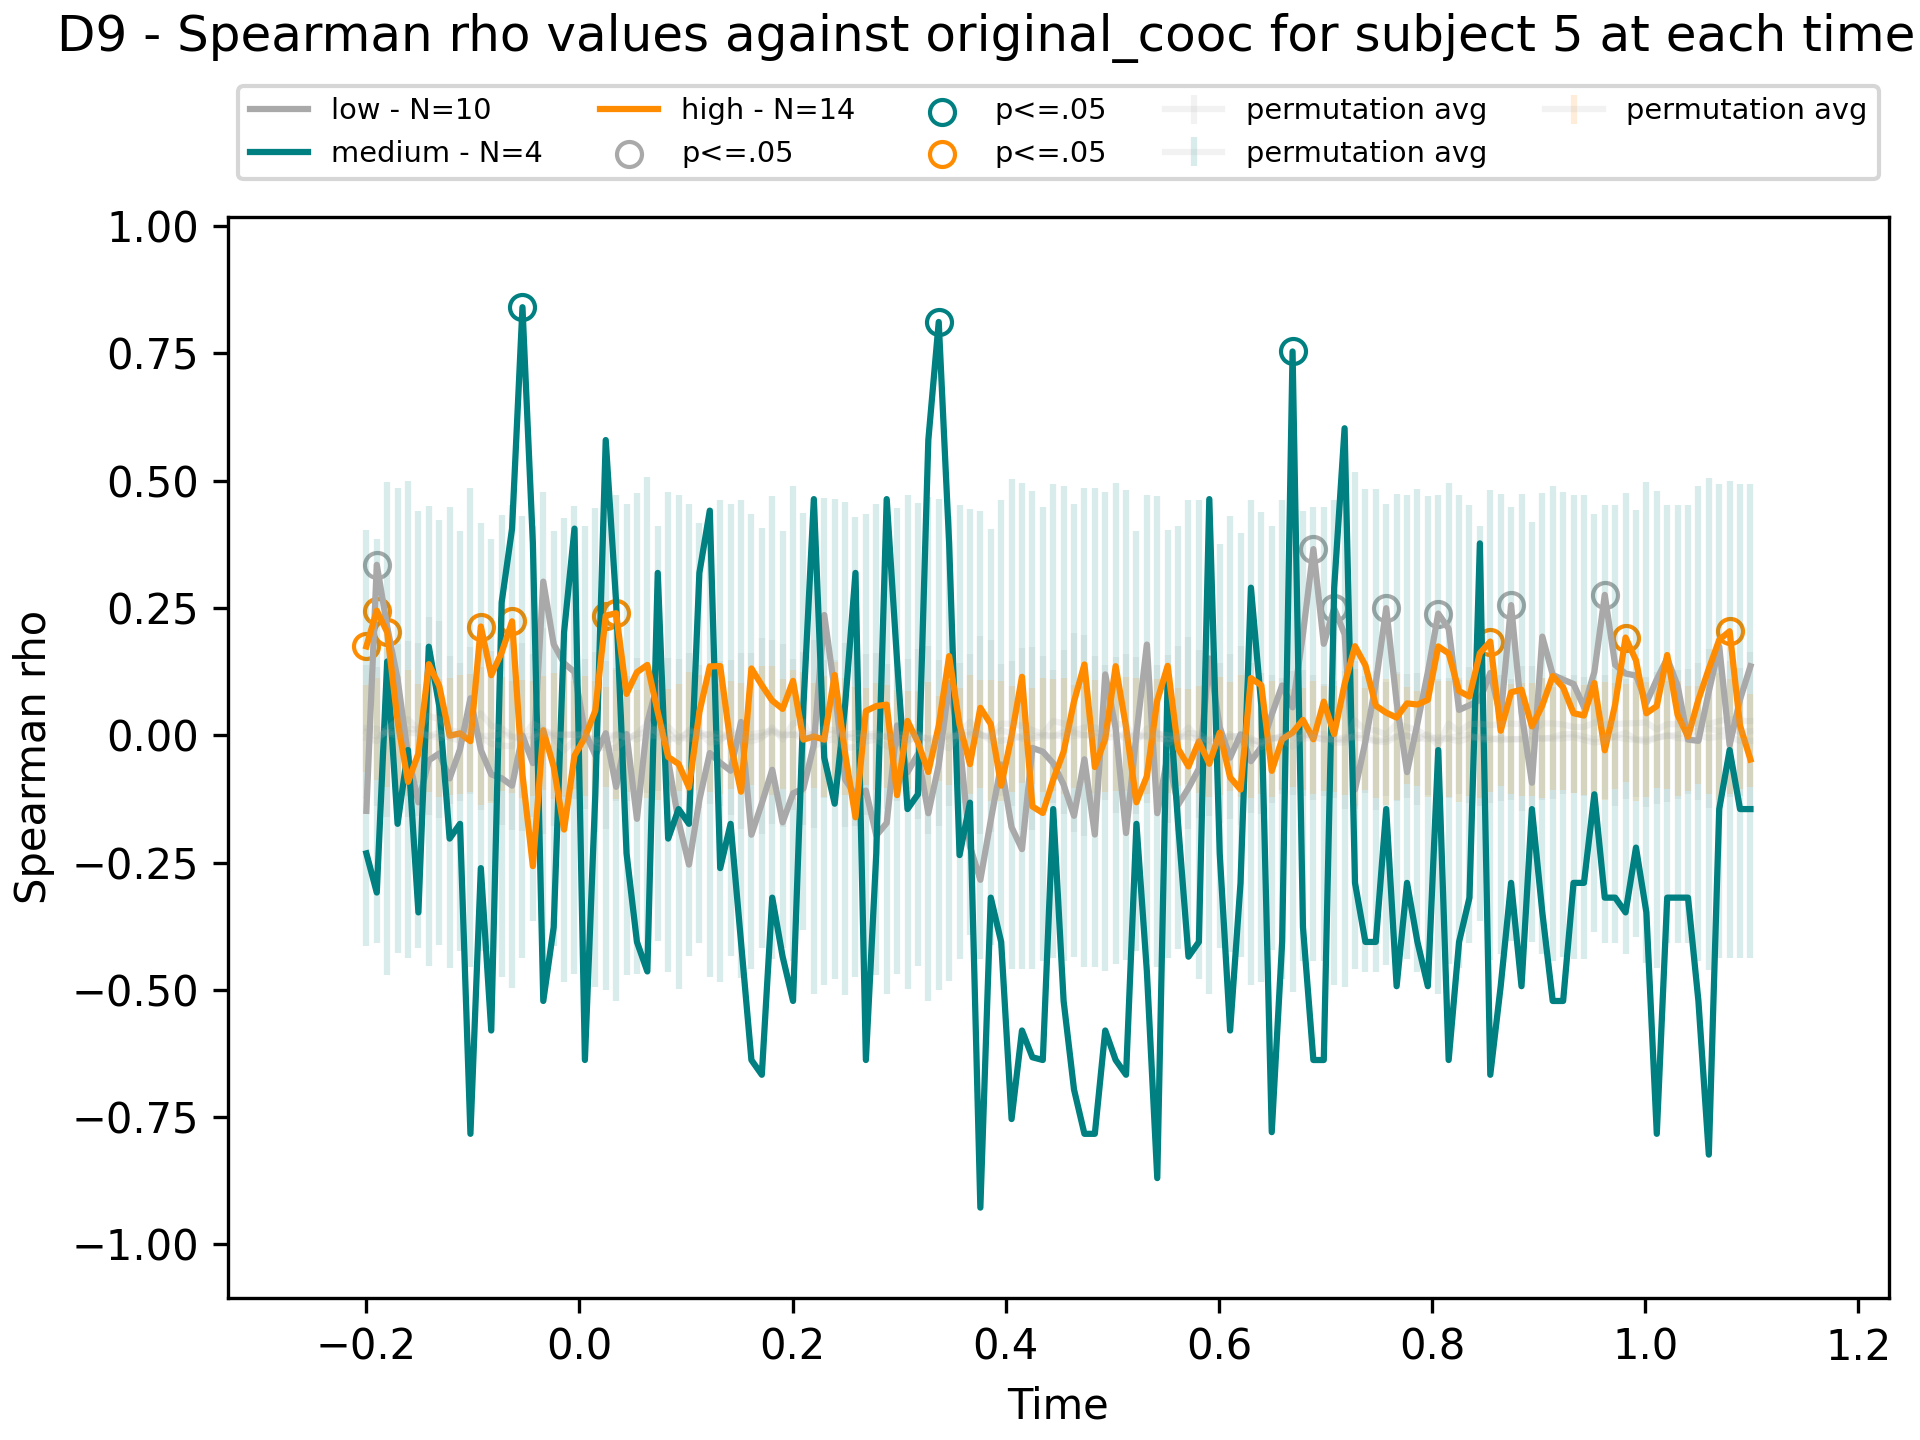 D9 - Spearman rho values against original_cooc for subject 5 at each time
low - N=10 high - N=14 p<=.05 permutation avg permutation avg
medium - N=4 p<=.05 p<=.05 permutation avg
1.00
0.75
0.50
0.25
0.00
−0.25
−0.50
−0.75
−1.00
Spearman rho
−0.2 0.0 0.2 0.4 0.6 0.8 1.0 1.2
Time